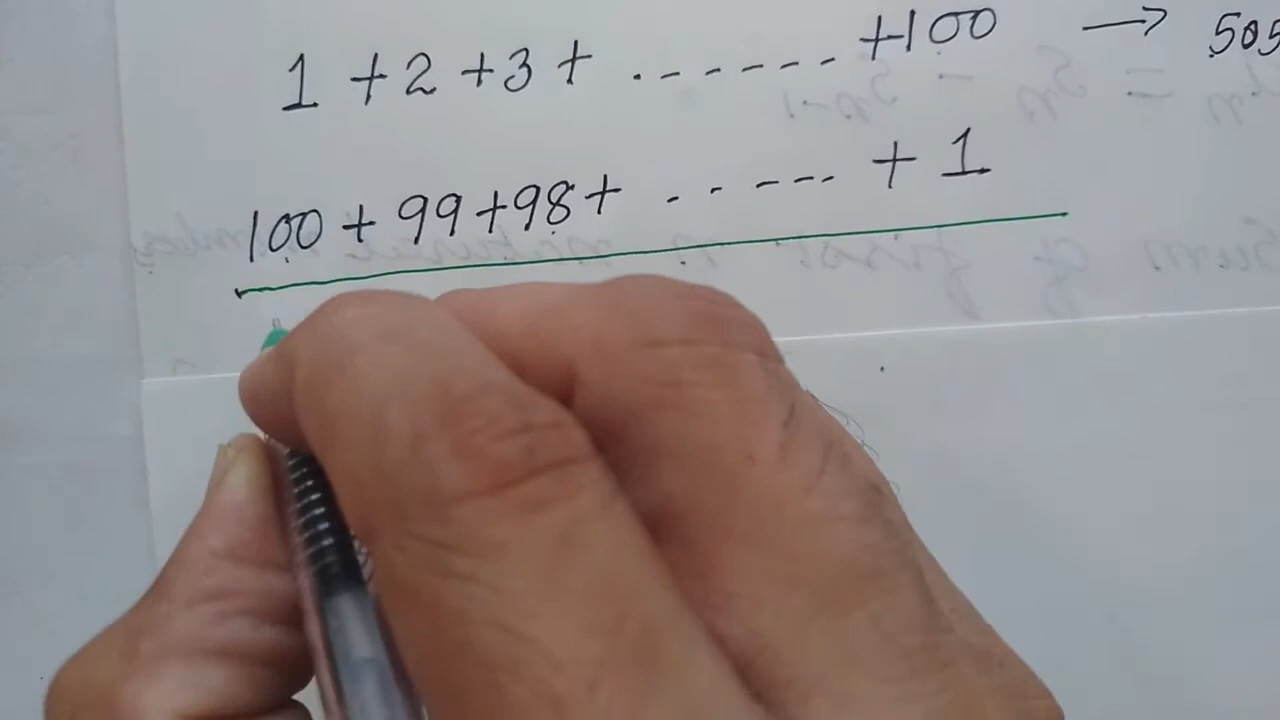 1 + 2 + 3 + . - - - - - - + 100 → 505
100 + 99 + 98 + . - - - - - + 1